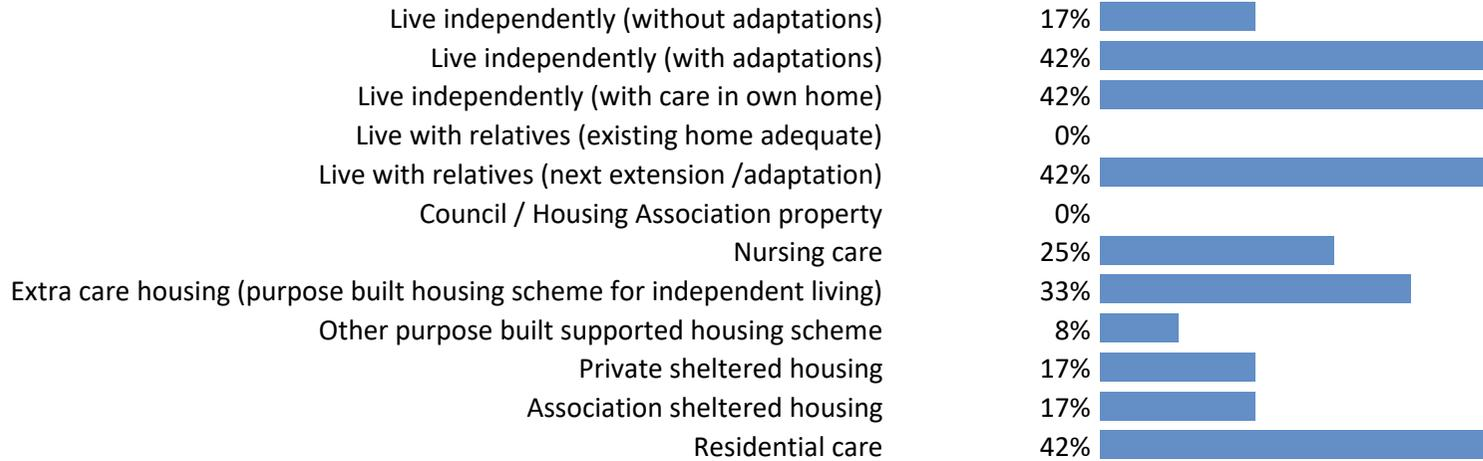 Live independently (without adaptations) 17%
Live independently (with adaptations) 42%
Live independently (with care in own home) 42%
Live with relatives (existing home adequate) 0%
Live with relatives (next extension /adaptation) 42%
Council / Housing Association property 0%
Nursing care 25%
Extra care housing (purpose built housing scheme for independent living) 33%
Other purpose built supported housing scheme 8%
Private sheltered housing 17%
Association sheltered housing 17%
Residential care 42%